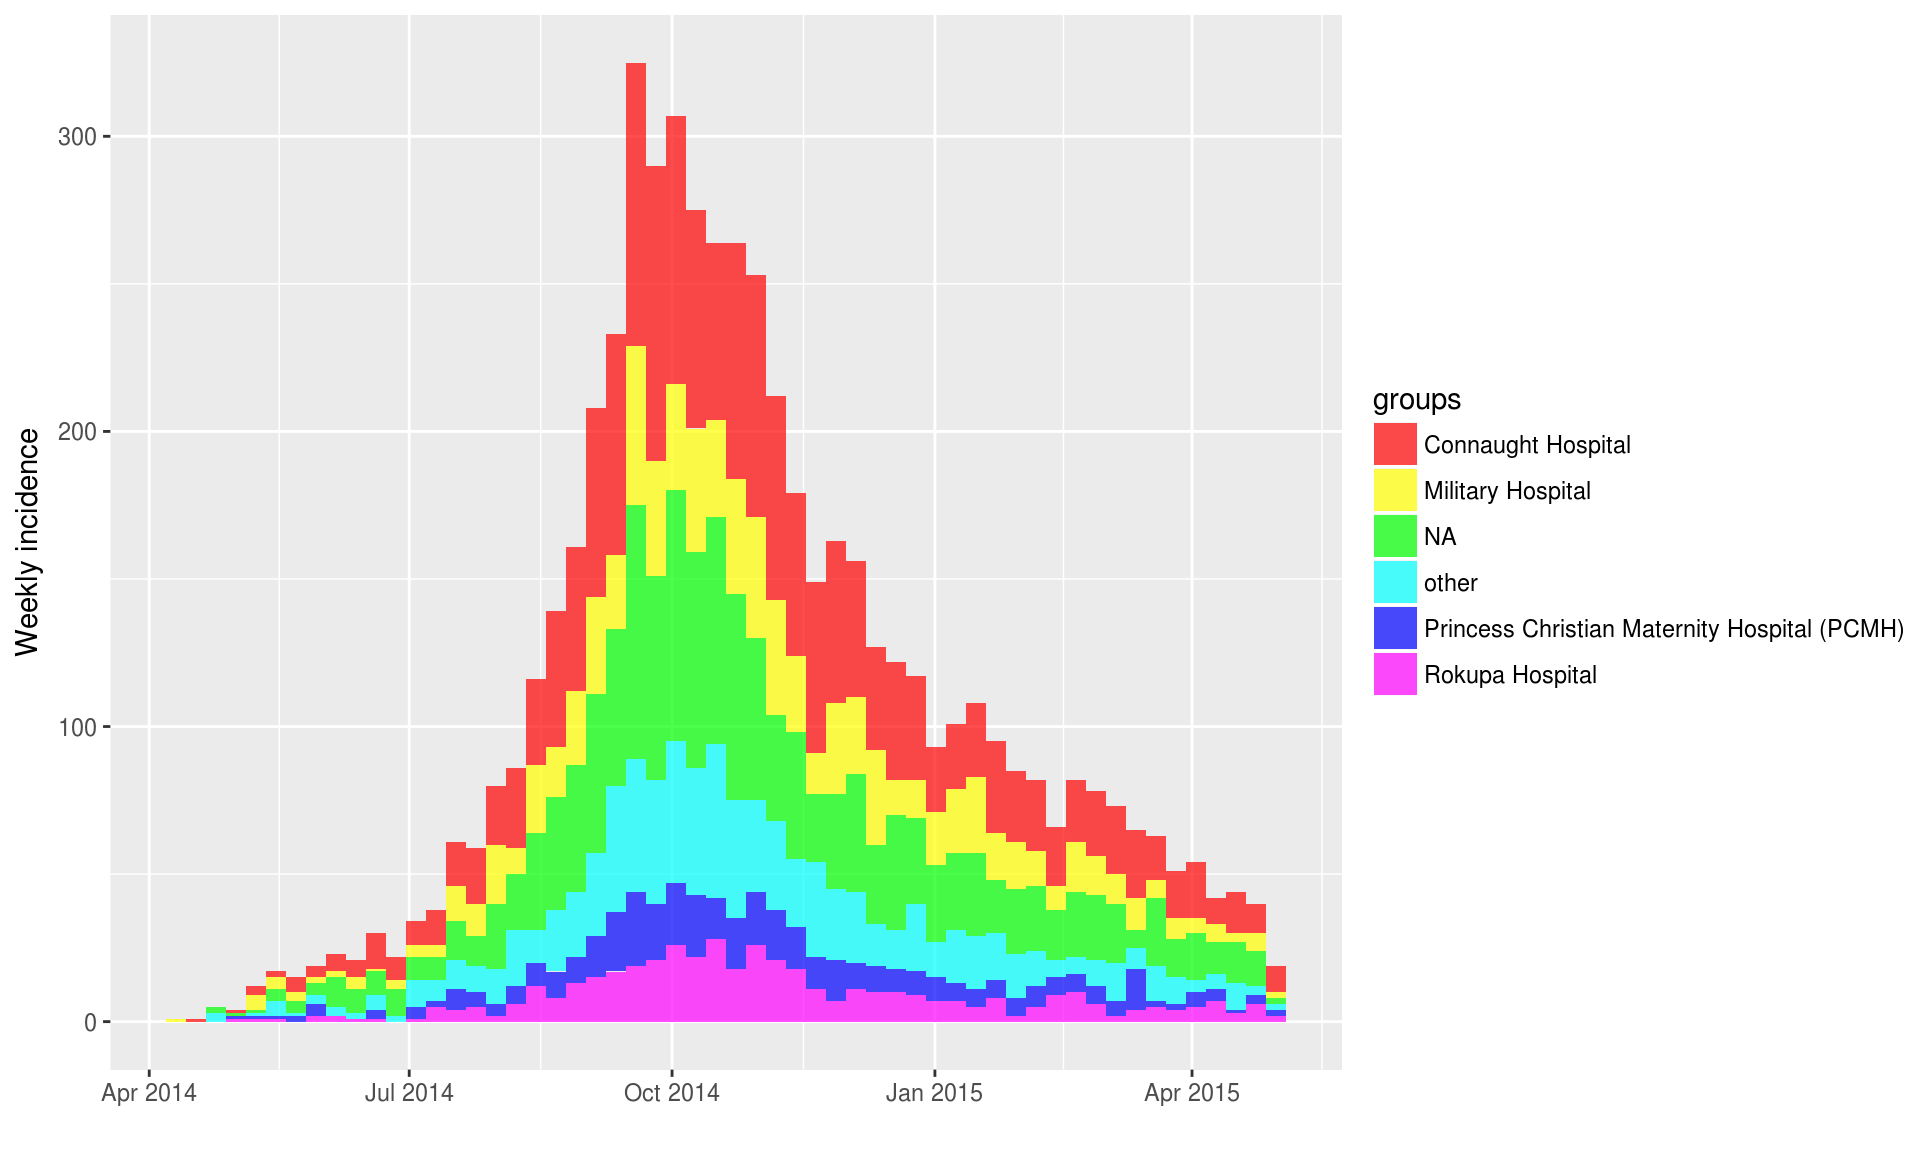 Weekly incidence
300
200
100
0
Apr 2014
Jul 2014
Oct 2014
Jan 2015
Apr 2015
groups
Connaught Hospital
Military Hospital
NA
other
Princess Christian Maternity Hospital (PCMH)
Rokupa Hospital